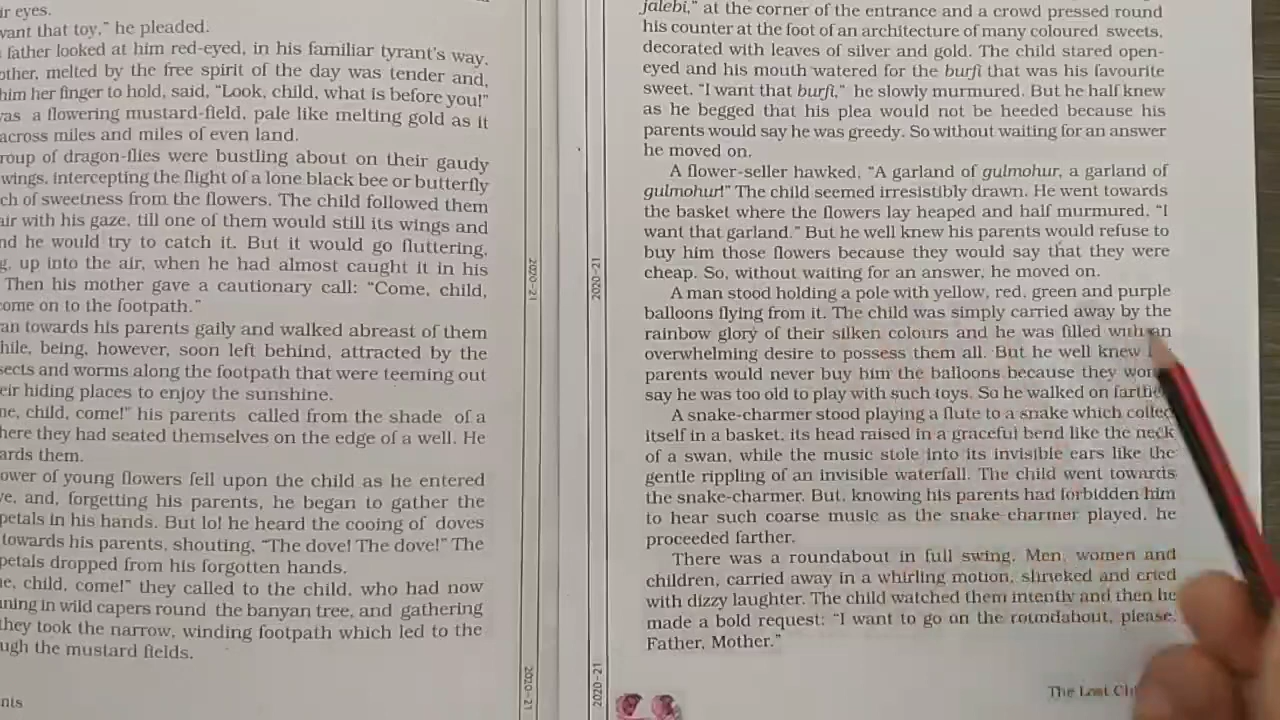 ir eyes.
want that toy," he pleaded.
father looked at him red-eyed, in his familiar tyrant's way.
other, melted by the free spirit of the day was tender and,
him her finger to hold, said, "Look, child, what is before you!"
as a flowering mustard-field, pale like melting gold as it
across miles and miles of even land.
roup of dragon-flies were bustling about on their gaudy
wings, intercepting the flight of a lone black bee or butterfly
ch of sweetness from the flowers. The child followed them
air with his gaze, till one of them would still its wings and
nd he would try to catch it. But it would go fluttering,
g, up into the air, when he had almost caught it in his
Then his mother gave a cautionary call: "Come, child,
ome on to the footpath."
an towards his parents gaily and walked abreast of them
hile, being, however, soon left behind, attracted by the
sects and worms along the footpath that were teeming out
eir hiding places to enjoy the sunshine.
ne, child, come!" his parents called from the shade of a
here they had seated themselves on the edge of a well. He
ards them.
ower of young flowers fell upon the child as he entered
ve, and, forgetting his parents, he began to gather the
petals in his hands. But lo! he heard the cooing of doves
towards his parents, shouting, "The dove! The dove!" The
petals dropped from his forgotten hands.
e, child, come!" they called to the child, who had now
ning in wild capers round the banyan tree, and gathering
they took the narrow, winding footpath which led to the
ugh the mustard fields.
nts
2020-21
2020-21
2020-21
2020-21
jalebi," at the corner of the entrance and a crowd pressed round
his counter at the foot of an architecture of many coloured sweets,
decorated with leaves of silver and gold. The child stared open-
eyed and his mouth watered for the burfi that was his favourite
sweet. "I want that burfi," he slowly murmured. But he half knew
as he begged that his plea would not be heeded because his
parents would say he was greedy. So without waiting for an answer
he moved on.
A flower-seller hawked, "A garland of gulmohur, a garland of
gulmohur!" The child seemed irresistibly drawn. He went towards
the basket where the flowers lay heaped and half murmured, "I
want that garland." But he well knew his parents would refuse to
buy him those flowers because they would say that they were
cheap. So, without waiting for an answer, he moved on.
A man stood holding a pole with yellow, red, green and purple
balloons flying from it. The child was simply carried away by the
rainbow glory of their silken colours and he was filled with an
overwhelming desire to possess them all. But he well knew
parents would never buy him the balloons because they wou
say he was too old to play with such toys. So he walked on farthe
A snake-charmer stood playing a flute to a snake which coiled
itself in a basket, its head raised in a graceful bend like the neck
of a swan, while the music stole into its invisible ears like the
gentle rippling of an invisible waterfall. The child went towards
the snake-charmer. But, knowing his parents had forbidden him
to hear such coarse music as the snake-charmer played, he
proceeded farther.
There was a roundabout in full swing. Men, women and
children, carried away in a whirling motion, shrieked and cried
with dizzy laughter. The child watched them intently and then he
made a bold request: "I want to go on the roundabout, please,
Father, Mother."
The Lost Chi